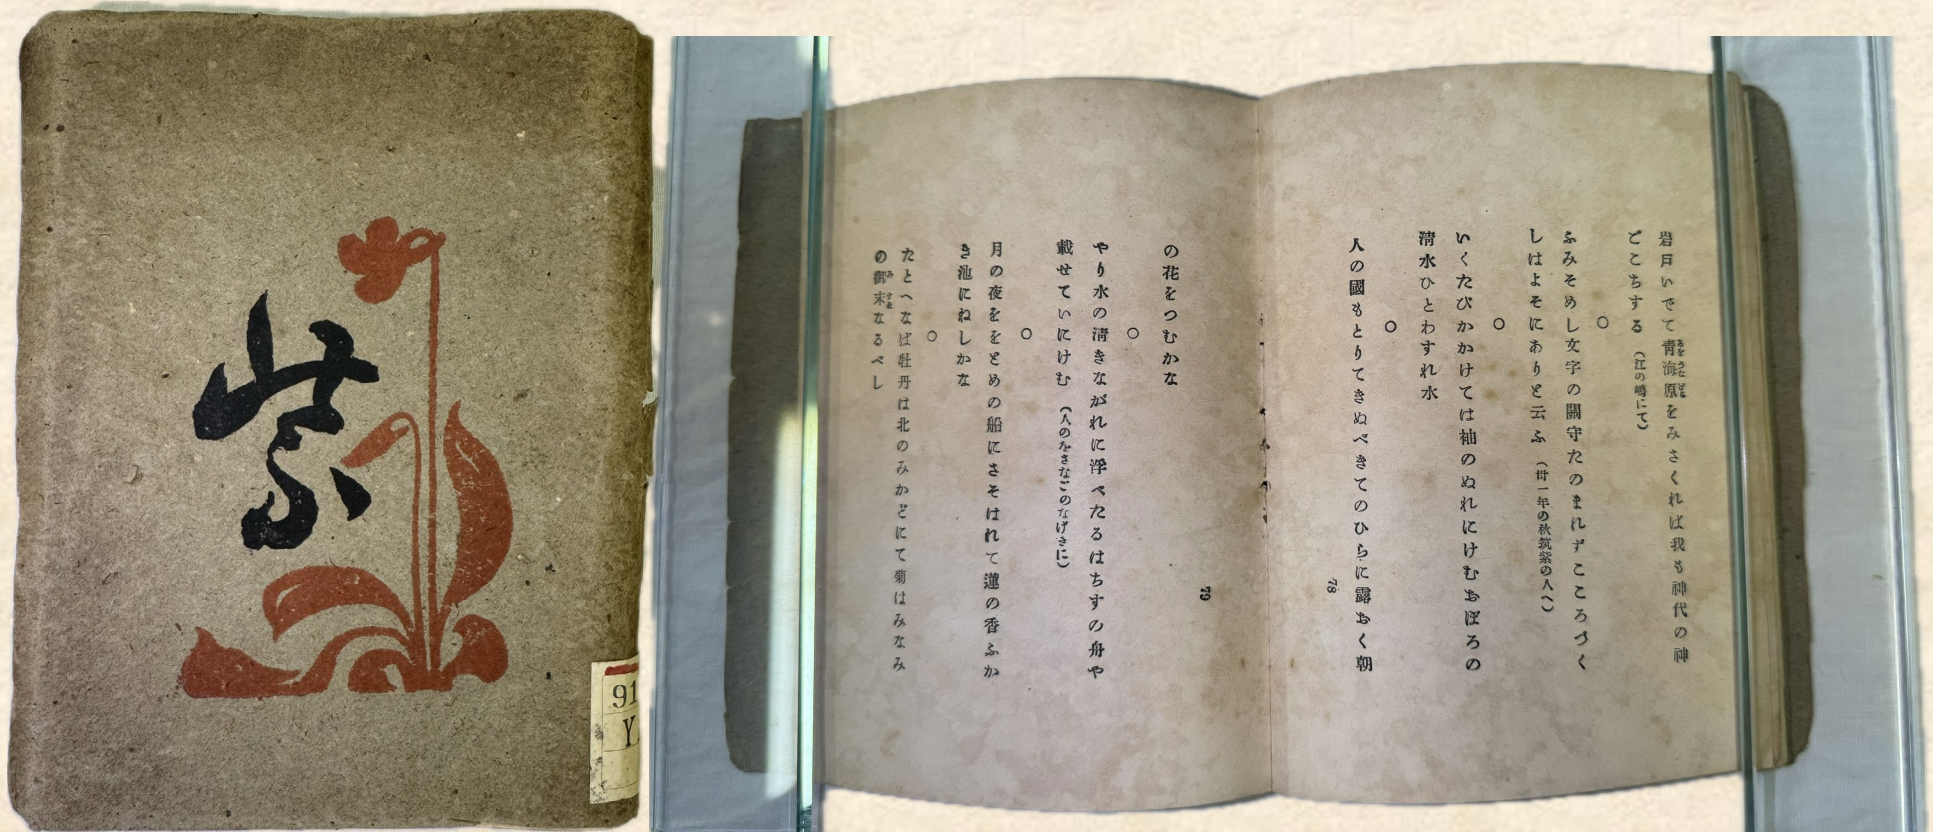 紫
91
Y
岩戸いでて青海原をみさくれば我も神代の神
どこちする （江の嶋にて）
○
ふみそめし文字の關守たのまれずこころづく
しはよそにありと云ふ （卅一年の秋筑紫の人へ）
○
いくたびかかけては袖のぬれにけむおぼろの
清水ひとわすれ水
○
人の國もとりてきぬべきてのひらに露おく朝
78
の花をつむかな
○
やり水の清きながれに浮べたるはちすの舟や
載せていにけむ （人のをさなごのなげきに）
○
月の夜ををとめの船にさそはれて蓮の香ふか
き池にねしかな
○
たとへなば牡丹は北のみかどにて菊はみなみ
の御末なるべし
79